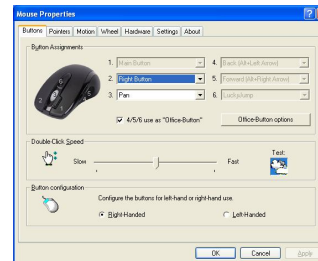 Mouse Properties
Buttons Pointers Motion Wheel Hardware Settings About
Button Assignments
1. Main Button
4. Back (Alt+Left Arrow)
2. Right Button
5. Forward (Alt+Right Arrow)
3. Pan
6. LuckyJump
4/5/6 use as "Office-Button"
Office-Button options
Double-Click Speed
Slow
Fast
Test:
Button configuration
Configure the buttons for left-hand or right-hand use.
Right-Handed
Left-Handed
OK
Cancel
Apply